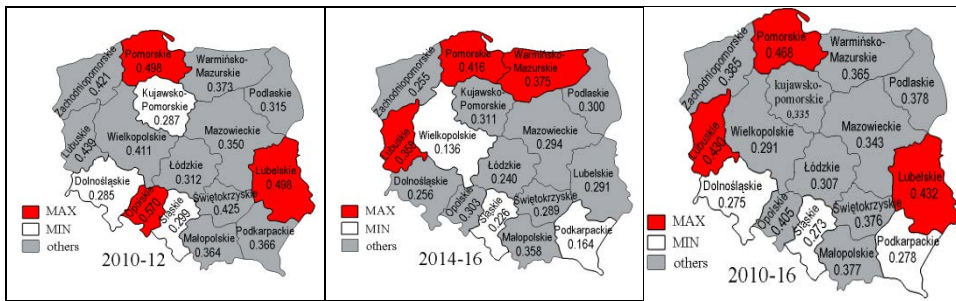 Pomorskie
0.498
Warmińsko-
Mazurskie
0.373
Zachodniopomorskie
0.421
Kujawsko-
Pomorskie
0.287
Podlaskie
0.315
Lubuskie
0.439
Wielkopolskie
0.411
Mazowieckie
0.350
Łódzkie
0.312
Lubelskie
0.498
Dolnośląskie
0.285
Opolskie
0.570
Śląskie
0.299
Świętokrzyskie
0.425
Małopolskie
0.364
Podkarpackie
0.366
MAX
MIN
others
2010-12
Pomorskie
0.416
Warmińsko-
Mazurskie
0.375
Zachodniopomorskie
0.255
Kujawsko-
Pomorskie
0.311
Podlaskie
0.300
Lubuskie
0.358
Wielkopolskie
0.136
Mazowieckie
0.294
Łódzkie
0.240
Lubelskie
0.291
Dolnośląskie
0.256
Opolskie
0.303
Śląskie
0.226
Świętokrzyskie
0.289
Małopolskie
0.358
Podkarpackie
0.164
MAX
MIN
others
2014-16
Pomorskie
0.468
Warmińsko-
Mazurskie
0.365
Zachodniopomorskie
0.385
kujawsko-
pomorskie
0,335
Podlaskie
0.378
Lubuskie
0.430
Wielkopolskie
0.291
Mazowieckie
0.343
Łódzkie
0.307
Lubelskie
0.432
Dolnośląskie
0.275
Opolskie
0.405
Śląskie
0.273
Świętokrzyskie
0.376
Małopolskie
0.377
Podkarpackie
0.278
MAX
MIN
others
2010-16